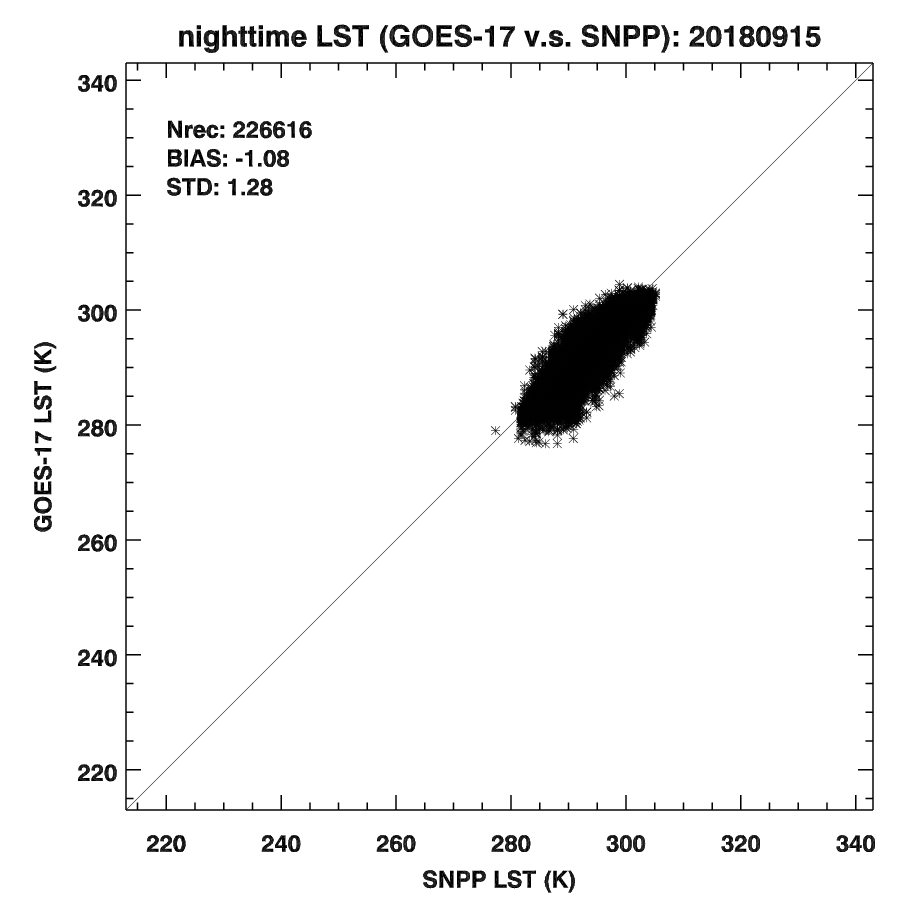 nighttime LST (GOES-17 v.s. SNPP): 20180915
Nrec: 226616
BIAS: -1.08
STD: 1.28
340
320
300
280
260
240
220
GOES-17 LST (K)
220 240 260 280 300 320 340
SNPP LST (K)